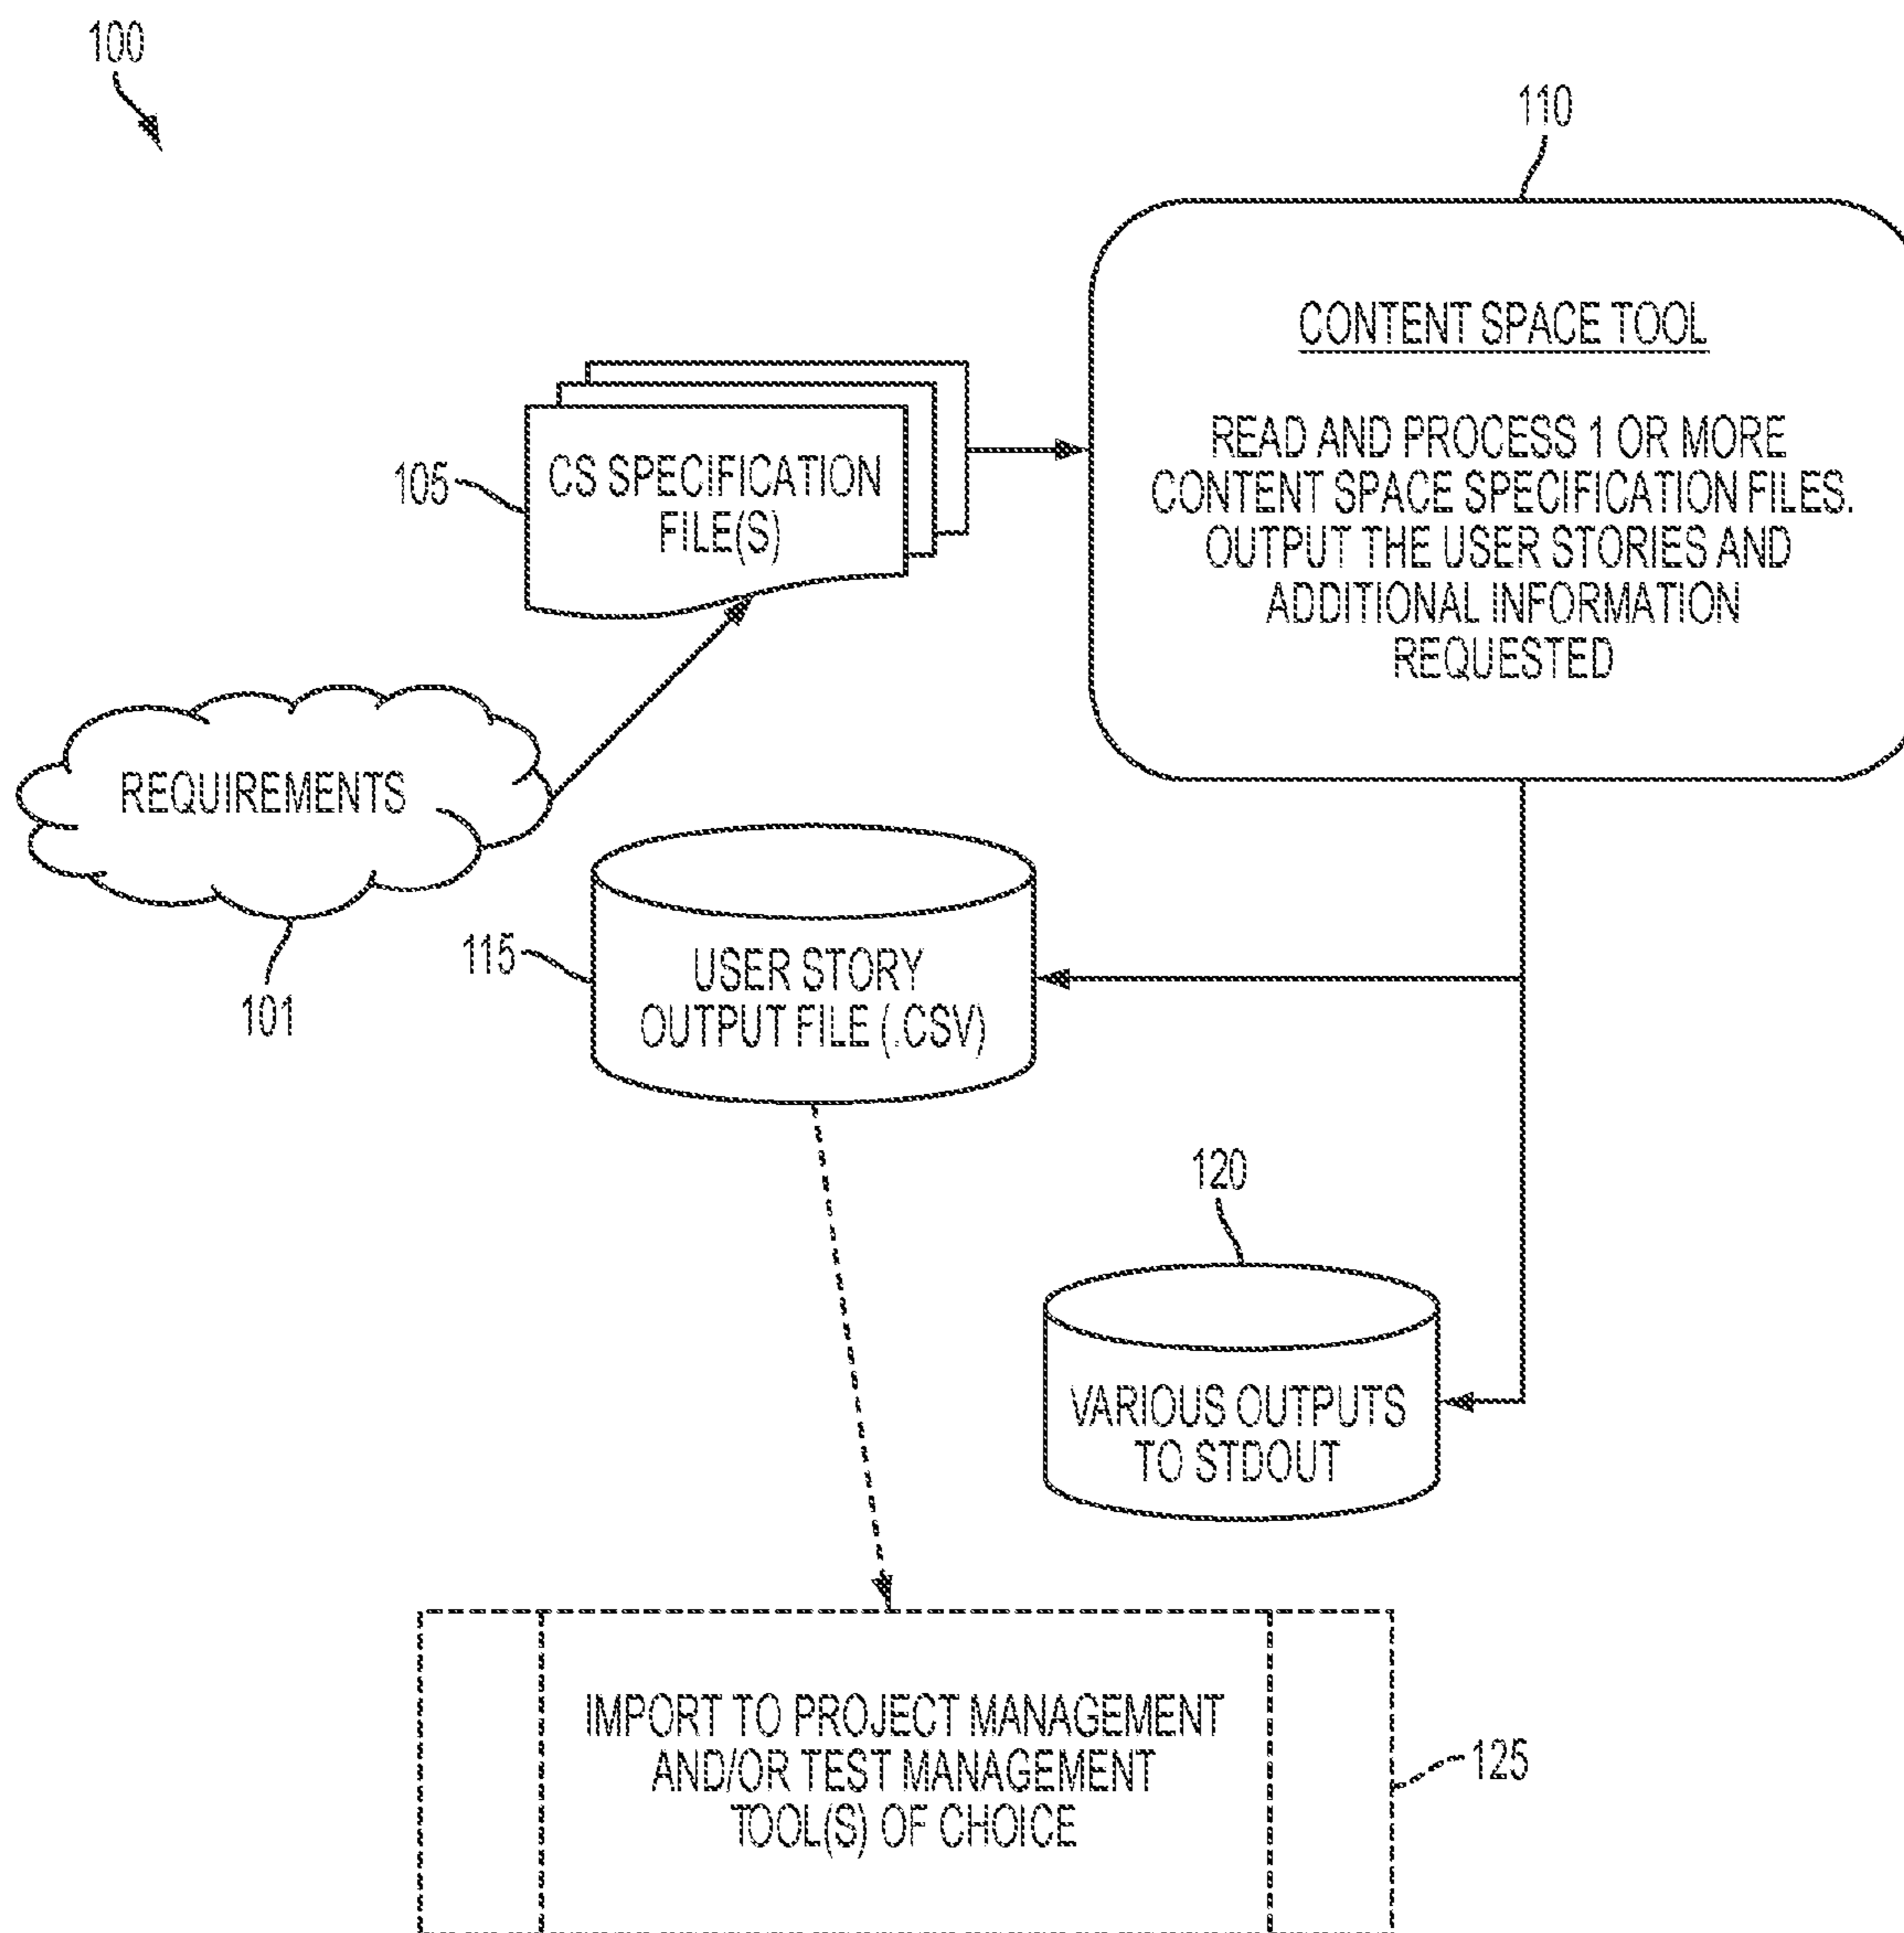 100
110
CONTENT SPACE TOOL
READ AND PROCESS 1 OR MORE
CONTENT SPACE SPECIFICATION FILES.
OUTPUT THE USER STORIES AND
ADDITIONAL INFORMATION
REQUESTED
105
CS SPECIFICATION
FILE(S)
REQUIREMENTS
101
115
USER STORY
OUTPUT FILE (.CSV)
120
VARIOUS OUTPUTS
TO STDOUT
IMPORT TO PROJECT MANAGEMENT
AND/OR TEST MANAGEMENT
TOOL(S) OF CHOICE
125